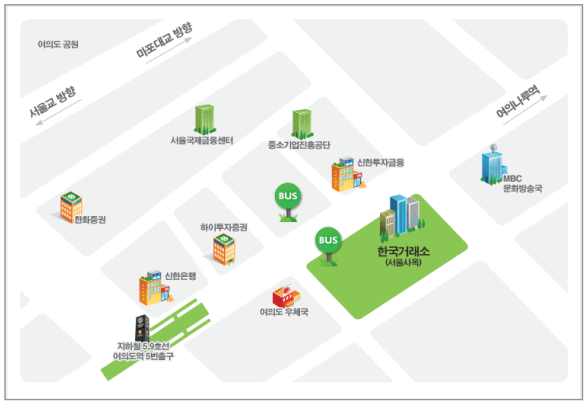 여의도 공원
마포대교 방향
서울교 방향
여의나루역
서울국제금융센터
중소기업진흥공단
신한투자금융
MBC
문화방송국
한화증권
BUS
하이투자증권
BUS
한국거래소
(서울사옥)
신한은행
여의도 우체국
지하철 5,9호선
여의도역 5번출구